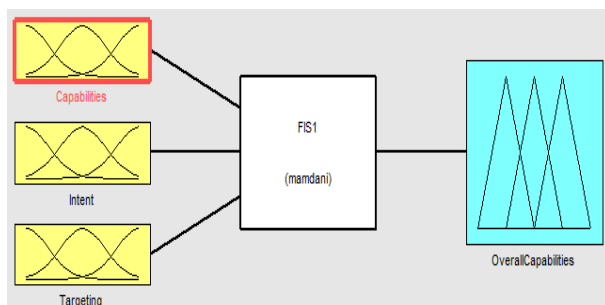 Capabilities
FIS1
(mamdani)
Intent
OverallCapabilities
Targeting